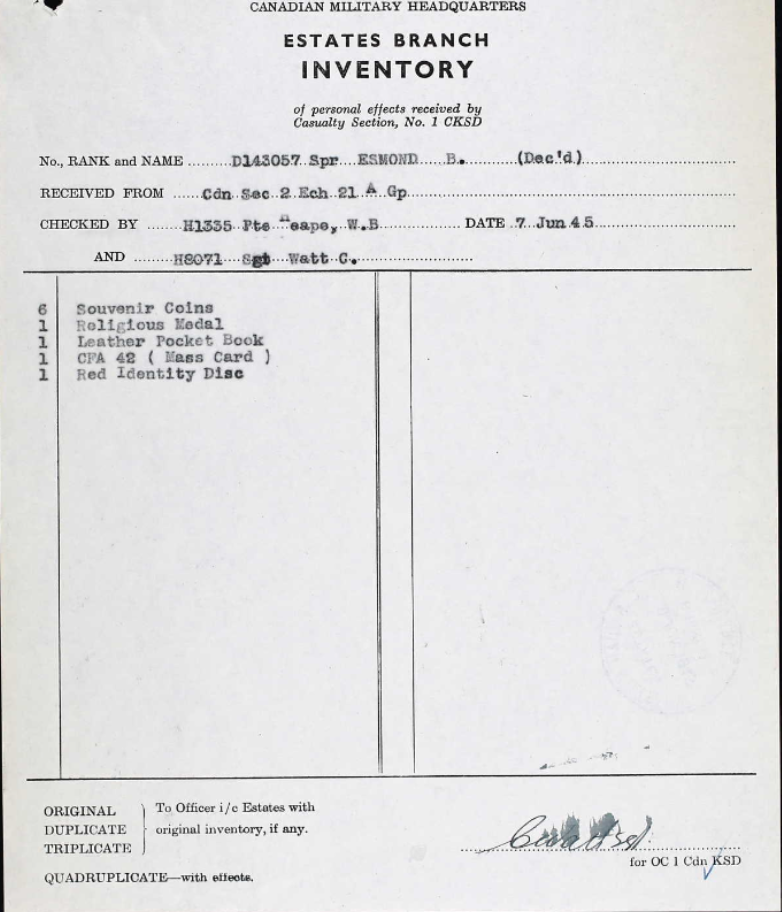 CANADIAN MILITARY HEADQUARTERS
ESTATES BRANCH
INVENTORY
of personal effects received by
Casualty Section, No. 1 CKSD
No., RANK and NAME D143057 Spr ESMOND B. (Dec'd)
RECEIVED FROM Cdn Sec 2 Ech 21 A Gp
CHECKED BY H1335 Pte Heape, W.B DATE 7 Jun 45
AND H8071 Sgt Watt C.
6 Souvenir Coins
1 Religious Medal
1 Leather Pocket Book
1 CFA 42 ( Mass Card )
1 Red Identity Disc
ORIGINAL
DUPLICATE
TRIPLICATE
To Officer i/c Estates with
original inventory, if any.
for OC 1 Cdn KSD
QUADRUPLICATE—with effects.